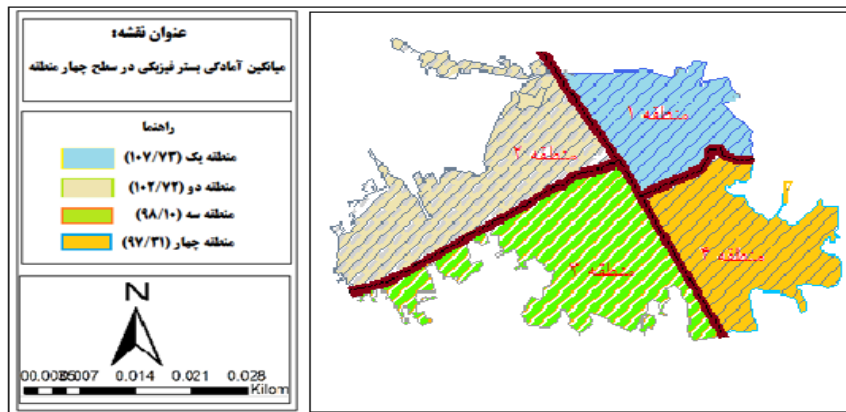 عنوان نقشه:
میانگین آمادگی بستر فیزیکی در سطح چهار منطقه
راهنما
منطقه یک (۱۰۷/۷۳)
منطقه دو (۱۰۲/۷۲)
منطقه سه (۹۸/۱۰)
منطقه چهار (۹۷/۳۱)
N
0.014
0.021
0.028
Kilom
منطقه ۱
منطقه ۲
منطقه ۳
منطقه ۴